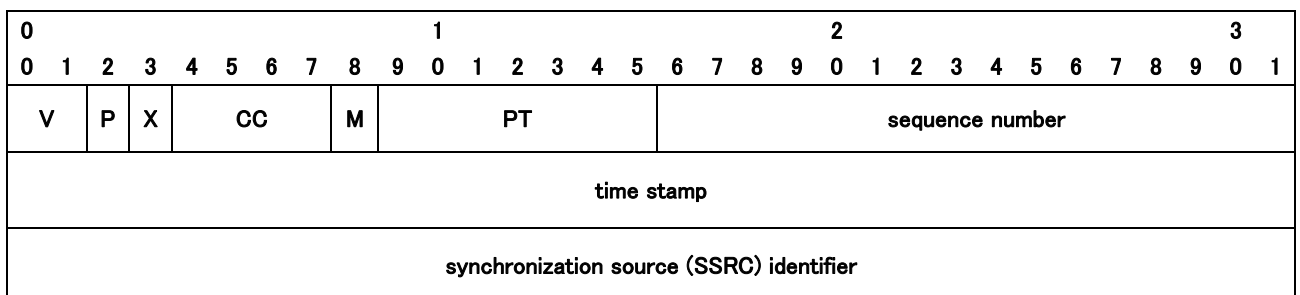 0 1 2 3
0 1 2 3 4 5 6 7 8 9 0 1 2 3 4 5 6 7 8 9 0 1 2 3 4 5 6 7 8 9 0 1
V P X CC M PT sequence number
time stamp
synchronization source (SSRC) identifier